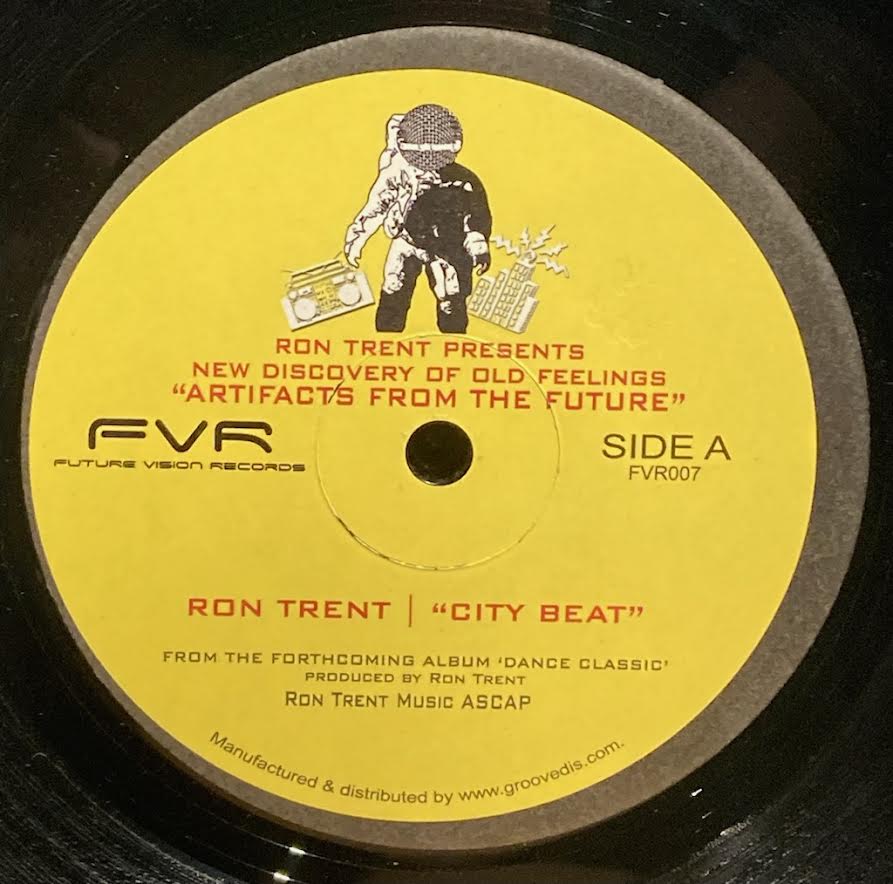 RON TRENT PRESENTS
NEW DISCOVERY OF OLD FEELINGS
“ARTIFACTS FROM THE FUTURE”
FVR
FUTURE VISION RECORDS
SIDE A
FVR007
RON TRENT | “CITY BEAT”
FROM THE FORTHCOMING ALBUM ‘DANCE CLASSIC’
PRODUCED BY RON TRENT
RON TRENT MUSIC ASCAP
Manufactured & distributed by www.groovedis.com.